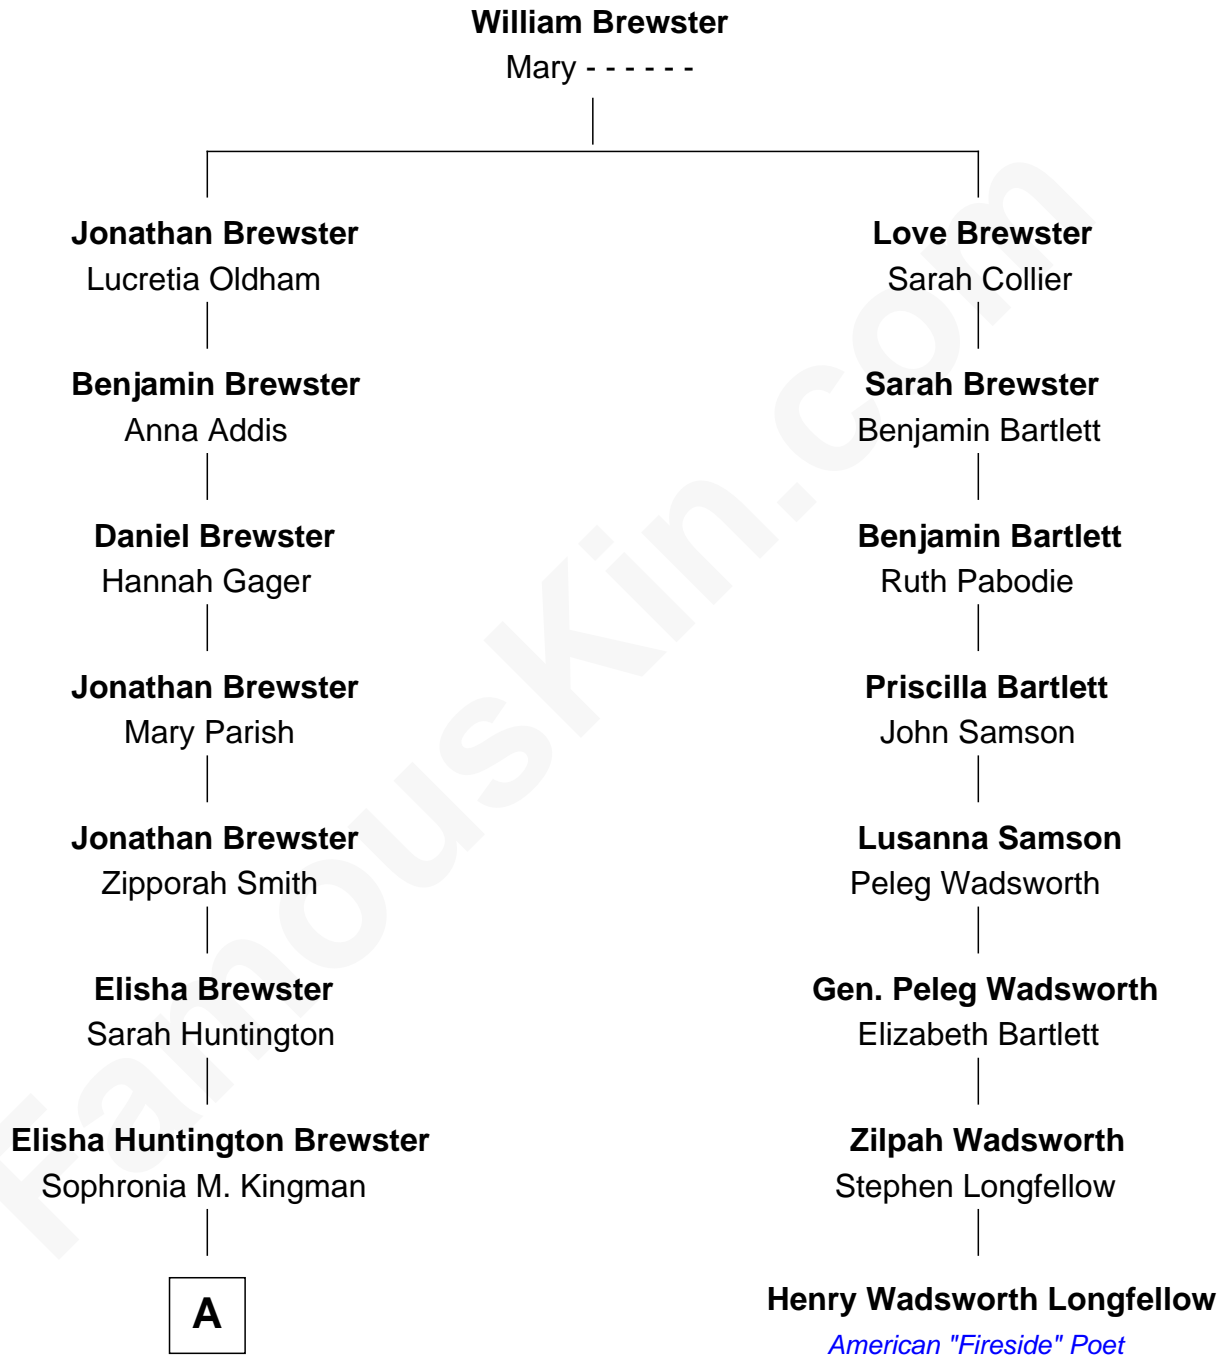 William Brewster
Mary - - - - - -
Jonathan Brewster
Lucretia Oldham
Love Brewster
Sarah Collier
Benjamin Brewster
Anna Addis
Sarah Brewster
Benjamin Bartlett
Daniel Brewster
Hannah Gager
Benjamin Bartlett
Ruth Pabodie
Jonathan Brewster
Mary Parish
Priscilla Bartlett
John Samson
Jonathan Brewster
Zipporah Smith
Lusanna Samson
Peleg Wadsworth
Elisha Brewster
Sarah Huntington
Gen. Peleg Wadsworth
Elizabeth Bartlett
Elisha Huntington Brewster
Sophronia M. Kingman
Zilpah Wadsworth
Stephen Longfellow
A
Henry Wadsworth Longfellow
American "Fireside" Poet
FamousKin.com